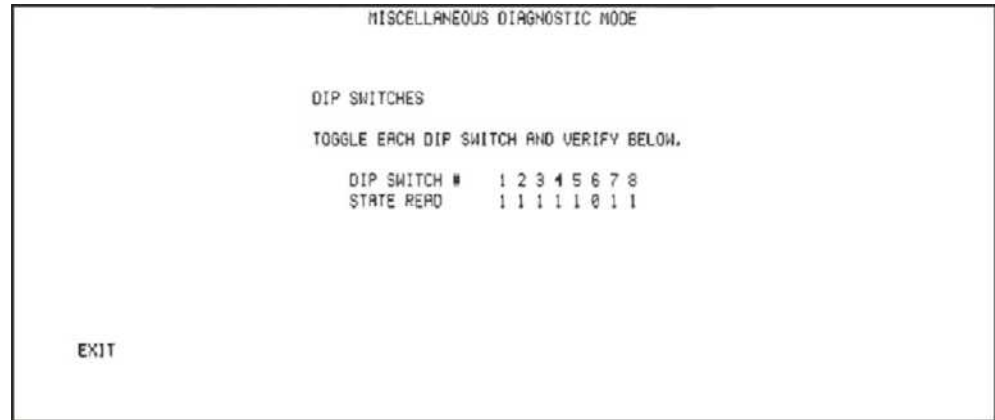 MISCELLANEOUS DIAGNOSTIC MODE
DIP SWITCHES
TOGGLE EACH DIP SWITCH AND VERIFY BELOW.
DIP SWITCH # 1 2 3 4 5 6 7 8
STATE READ 1 1 1 1 1 0 1 1
EXIT